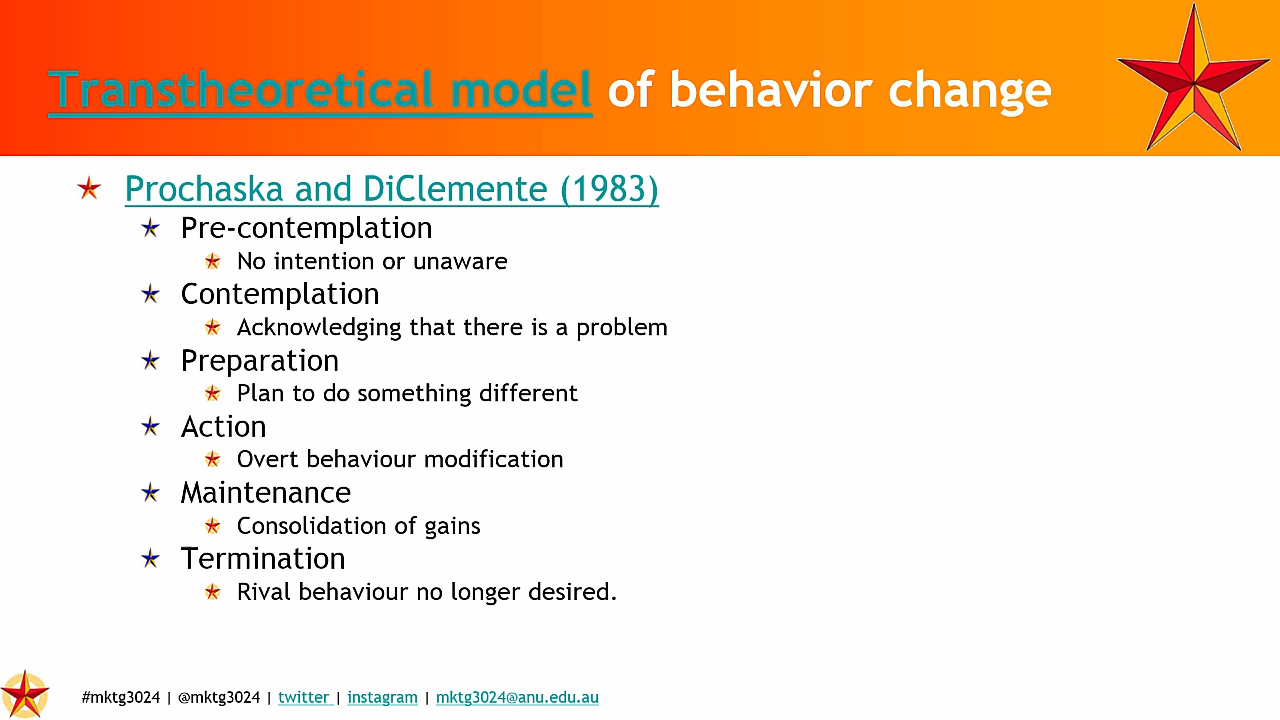 Transtheoretical model of behavior change
Prochaska and DiClemente (1983)
Pre-contemplation
No intention or unaware
Contemplation
Acknowledging that there is a problem
Preparation
Plan to do something different
Action
Overt behaviour modification
Maintenance
Consolidation of gains
Termination
Rival behaviour no longer desired.
#mktg3024 | @mktg3024 | twitter | instagram | mktg3024@anu.edu.au